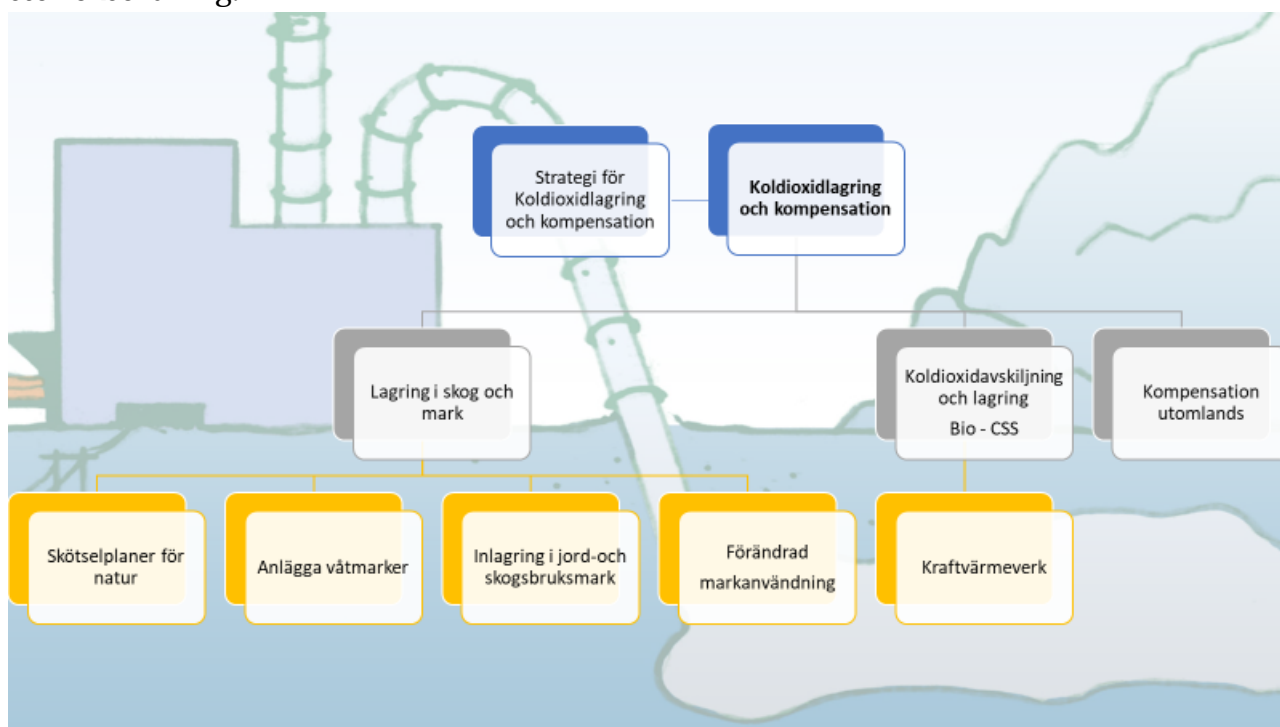 Strategi för
Koldioxidlagring
och kompensation
Koldioxidlagring
och kompensation
Lagring i skog och
mark
Koldioxidavskiljning
och lagring
Bio - CSS
Kompensation
utomlands
Skötselplaner för
natur
Anlägga våtmarker
Inlagring i jord-och
skogsbruksmark
Förändrad
markanvändning
Kraftvärmeverk